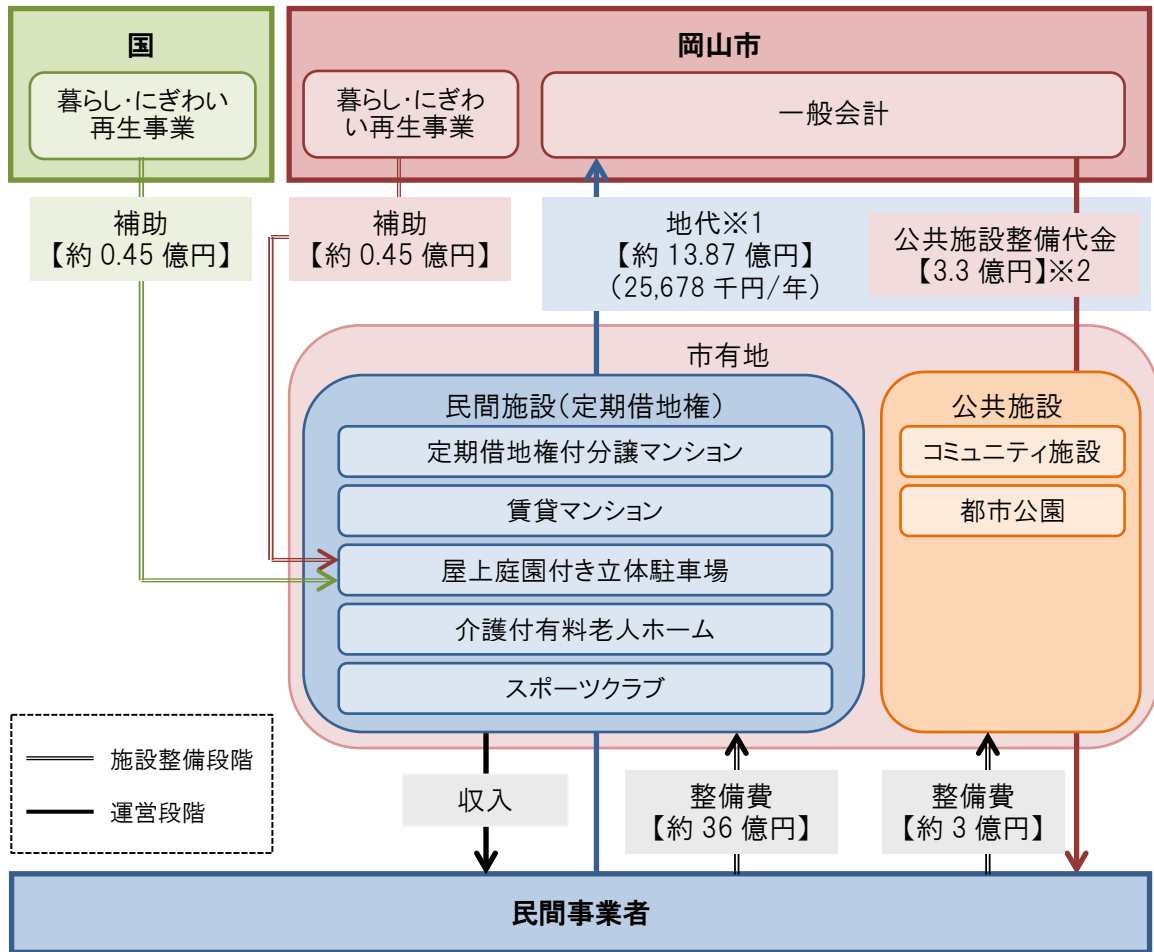 国
暮らし・にぎわい
再生事業
岡山市
暮らし・にぎわ
い再生事業
一般会計
補助
【約 0.45 億円】
補助
【約 0.45 億円】
地代※1
【約 13.87 億円】
（25,678 千円/年）
公共施設整備代金
【3.3 億円】※2
市有地
民間施設（定期借地権）
定期借地権付分譲マンション
賃貸マンション
屋上庭園付き立体駐車場
介護付有料老人ホーム
スポーツクラブ
公共施設
コミュニティ施設
都市公園
施設整備段階
運営段階
収入
整備費
【約 36 億円】
整備費
【約 3 億円】
民間事業者